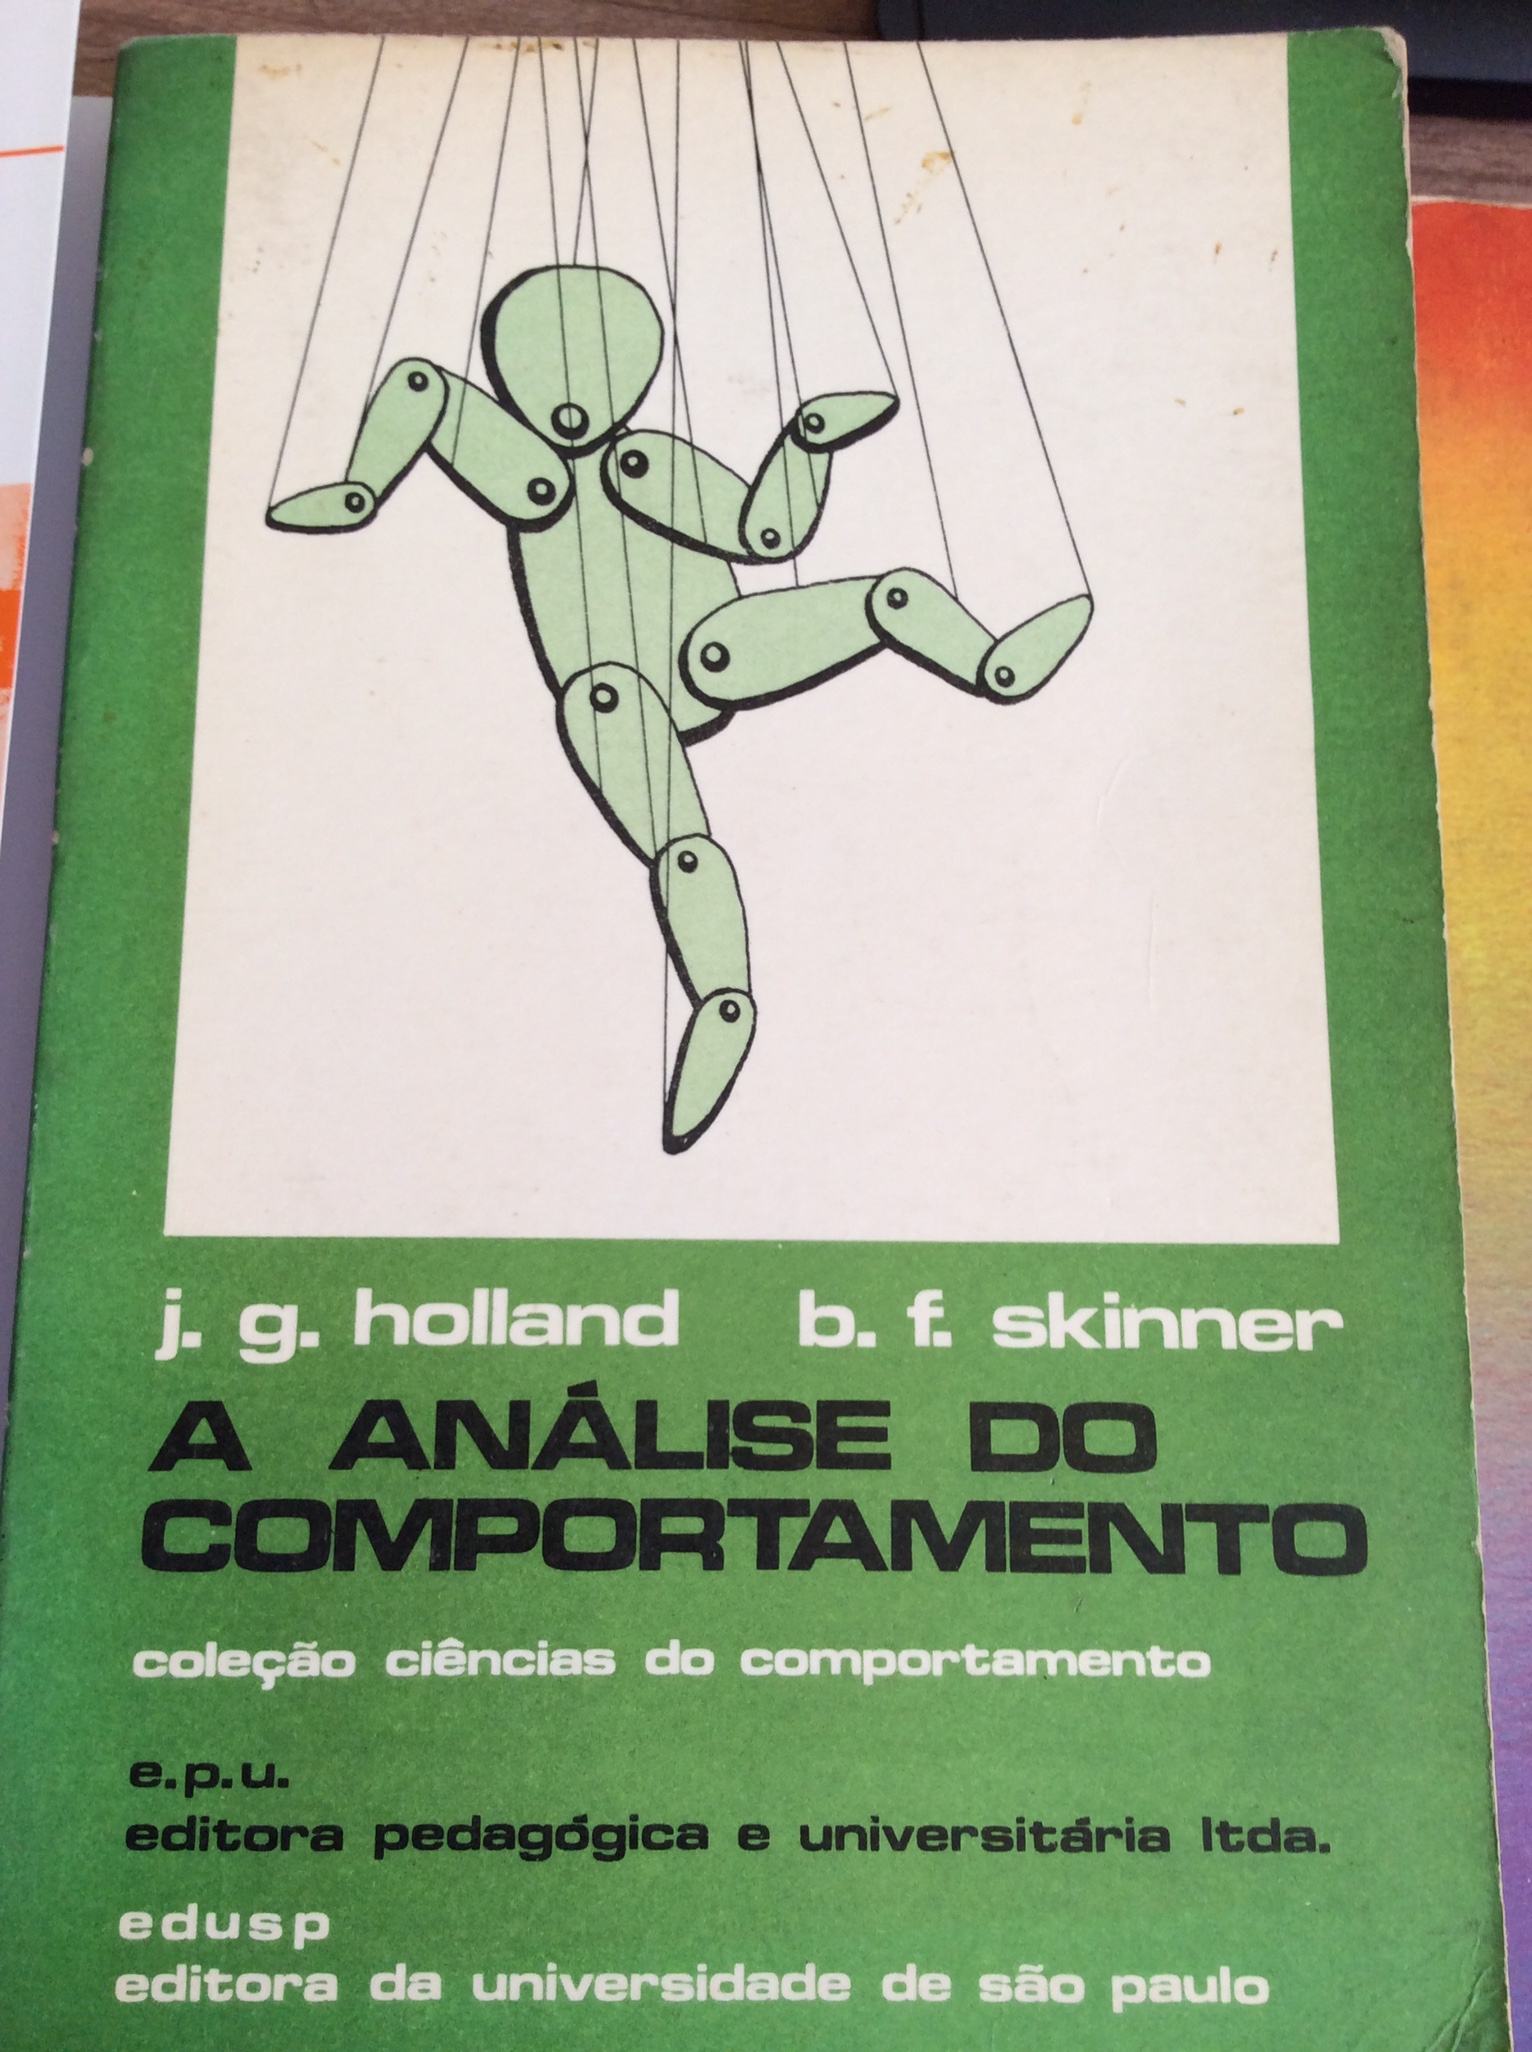 j. g. holland b. f. skinner
A ANÁLISE DO
COMPORTAMENTO
coleção ciências do comportamento
e.p.u.
editora pedagógica e universitária ltda.
edusp
editora da universidade de são paulo